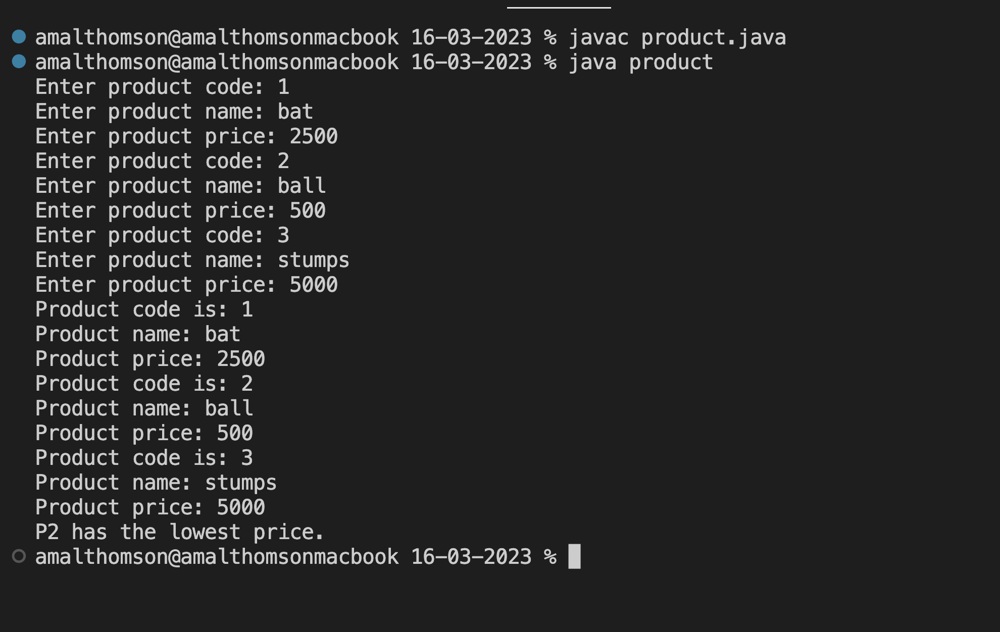 amalthomson@amalthomsonmacbook 16-03-2023 % javac product.java
amalthomson@amalthomsonmacbook 16-03-2023 % java product
Enter product code: 1
Enter product name: bat
Enter product price: 2500
Enter product code: 2
Enter product name: ball
Enter product price: 500
Enter product code: 3
Enter product name: stumps
Enter product price: 5000
Product code is: 1
Product name: bat
Product price: 2500
Product code is: 2
Product name: ball
Product price: 500
Product code is: 3
Product name: stumps
Product price: 5000
P2 has the lowest price.
amalthomson@amalthomsonmacbook 16-03-2023 %